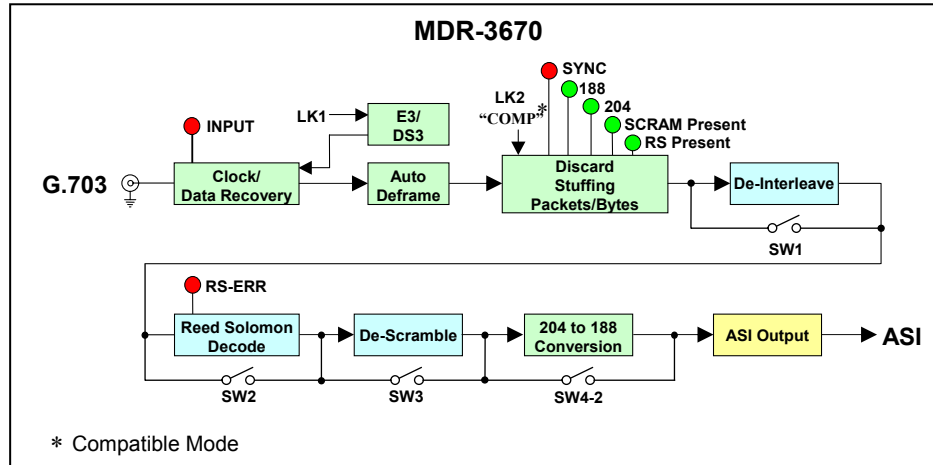 MDR-3670
SYNC
188
204
SCRAM Present
RS Present
LK2
“COMP”*
LK1
E3/
DS3
INPUT
G.703
Clock/
Data Recovery
Auto
Deframe
Discard
Stuffing
Packets/Bytes
De-Interleave
SW1
RS-ERR
Reed Solomon
Decode
De-Scramble
204 to 188
Conversion
ASI Output
ASI
SW2
SW3
SW4-2
* Compatible Mode